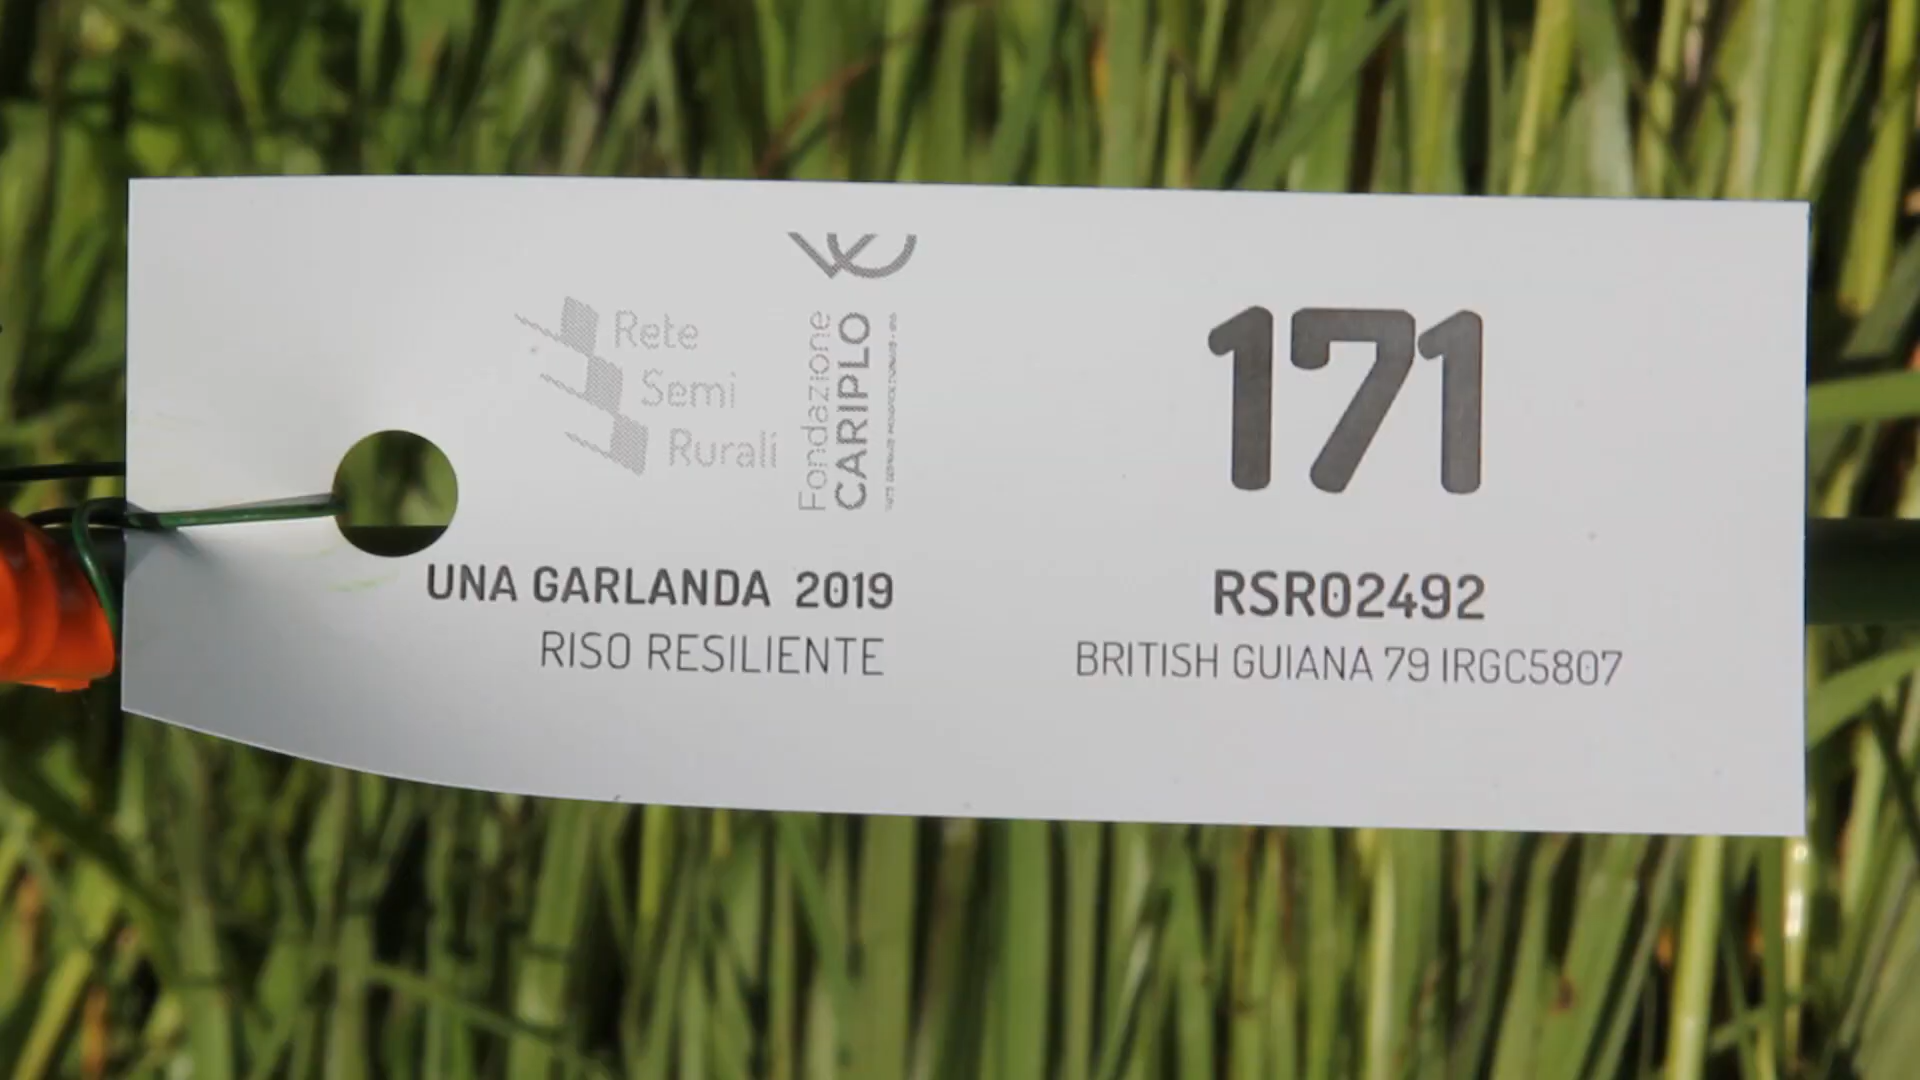 Rete
Semi
Rurali
Fondazione
CARIPLO
UNA GARLANDA 2019
RISO RESILIENTE
171
RSR02492
BRITISH GUIANA 79 IRGC5807